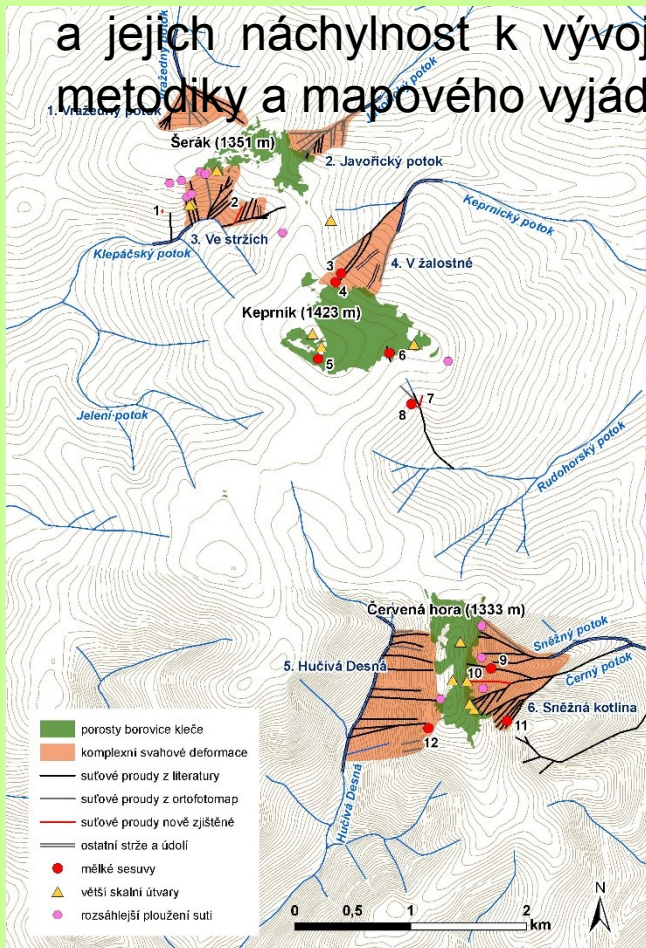 a jejich náchylnost k vývoj
metodiky a mapového vyjád
1. Vražedný potok
Šerák (1351 m)
2. Javořický potok
1
2
3. Ve stržích
Keprnický potok
Klepáčský potok
3
4. V žalostné
4
Keprník (1423 m)
5
6
7
8
Jelení potok
Rudohorský potok
Červená hora (1333 m)
Sněžný potok
9
5. Hučivá Desná
10
Černý potok
6. Sněžná kotlina
11
12
Hučivá Desná
porosty borovice kleče
komplexní svahové deformace
suťové proudy z literatury
suťové proudy z ortofotomap
suťové proudy nově zjištěné
ostatní strže a údolí
mělké sesuvy
větší skalní útvary
rozsáhlejší ploužení suti
N
0 0,5 1 2
km